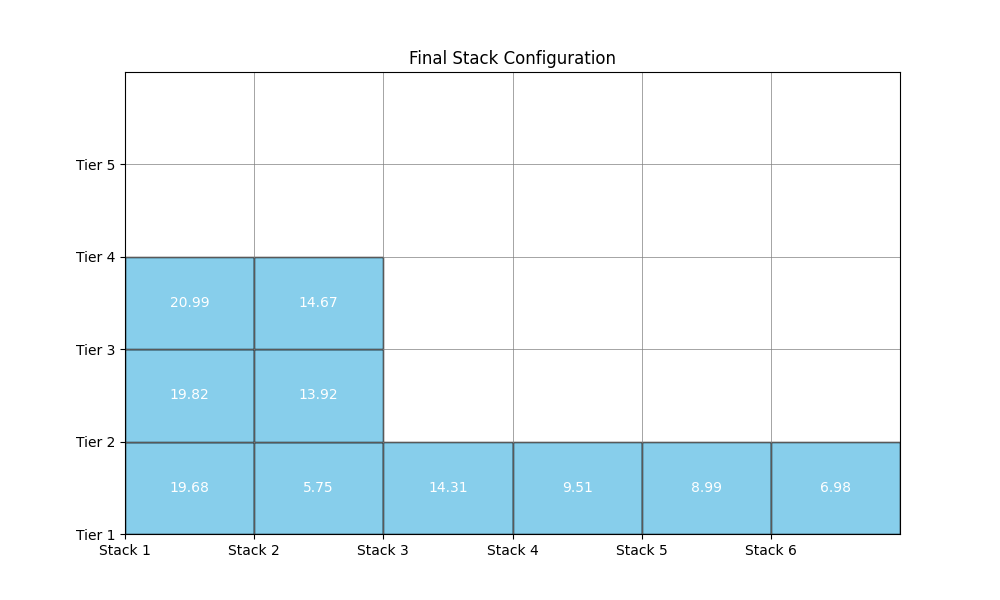 Final Stack Configuration
Tier 5
Tier 4
20.99 14.67
Tier 3
19.82 13.92
Tier 2
19.68 5.75 14.31 9.51 8.99 6.98
Tier 1
Stack 1 Stack 2 Stack 3 Stack 4 Stack 5 Stack 6